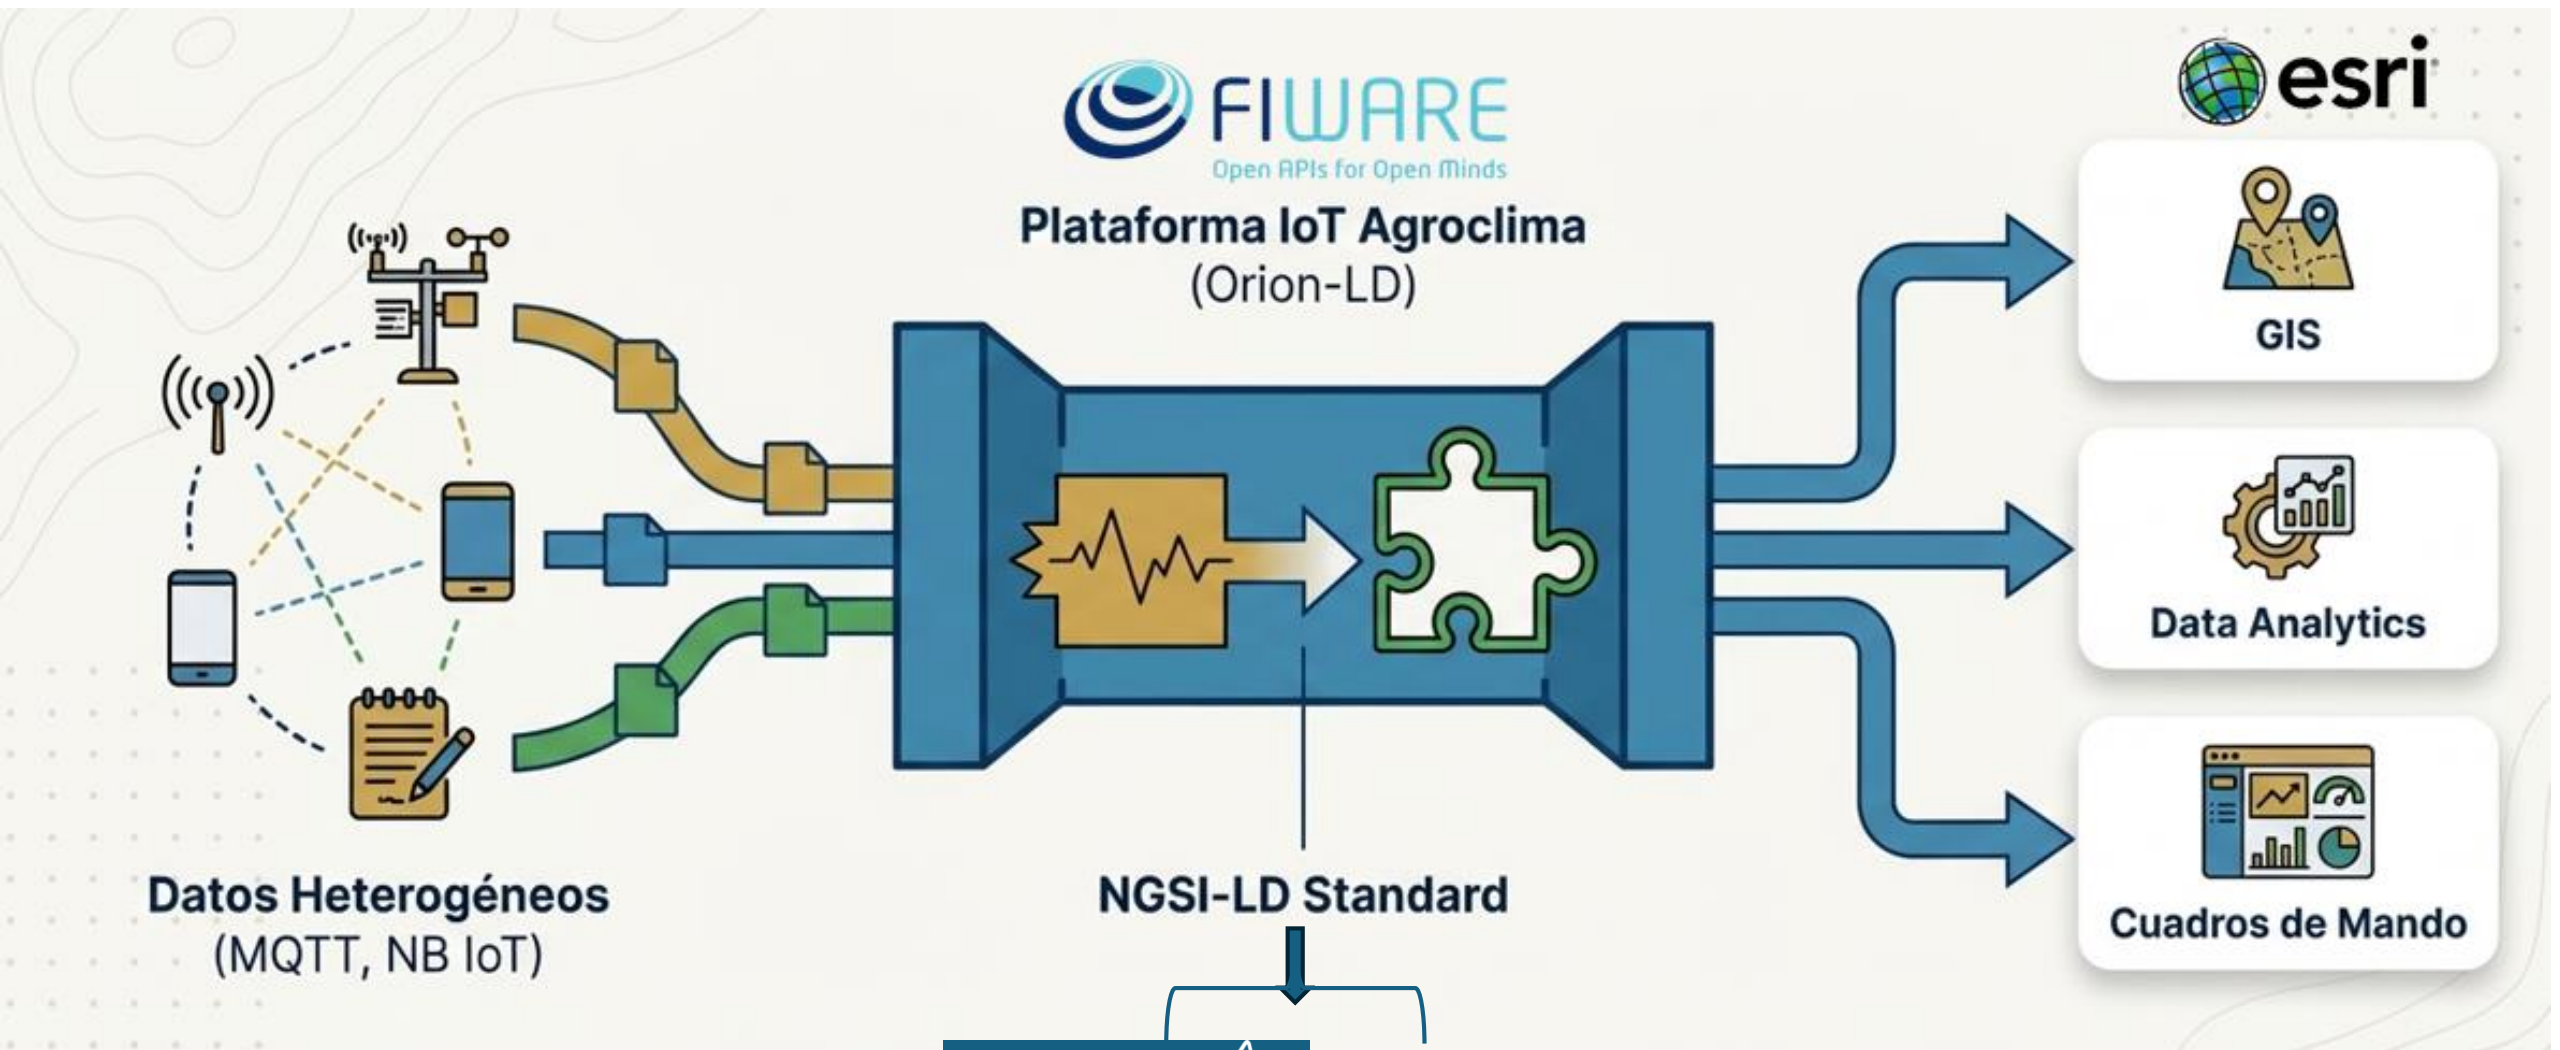 FIWARE
Open APIs for Open Minds
Plataforma IoT Agroclima
(Orion-LD)
esri
GIS
Data Analytics
Cuadros de Mando
Datos Heterogéneos
(MQTT, NB IoT)
NGSI-LD Standard